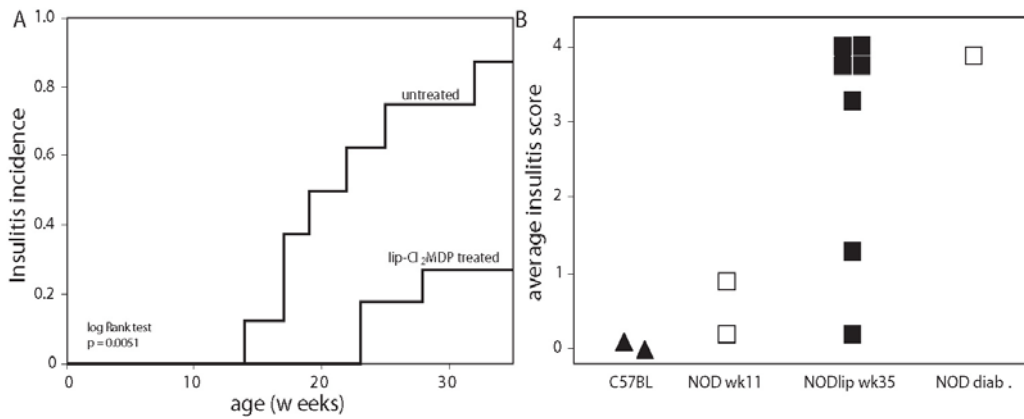 A
Insulitis incidence
1.0
0.8
0.6
0.4
0.2
0
untreated
lip-Cl 2MDP treated
log Rank test
p = 0.0051
0 10 20 30
age (w eeks)
B
average insulitis score
4
3
2
1
0
C57BL NOD wk11 NODlip wk35 NOD diab .